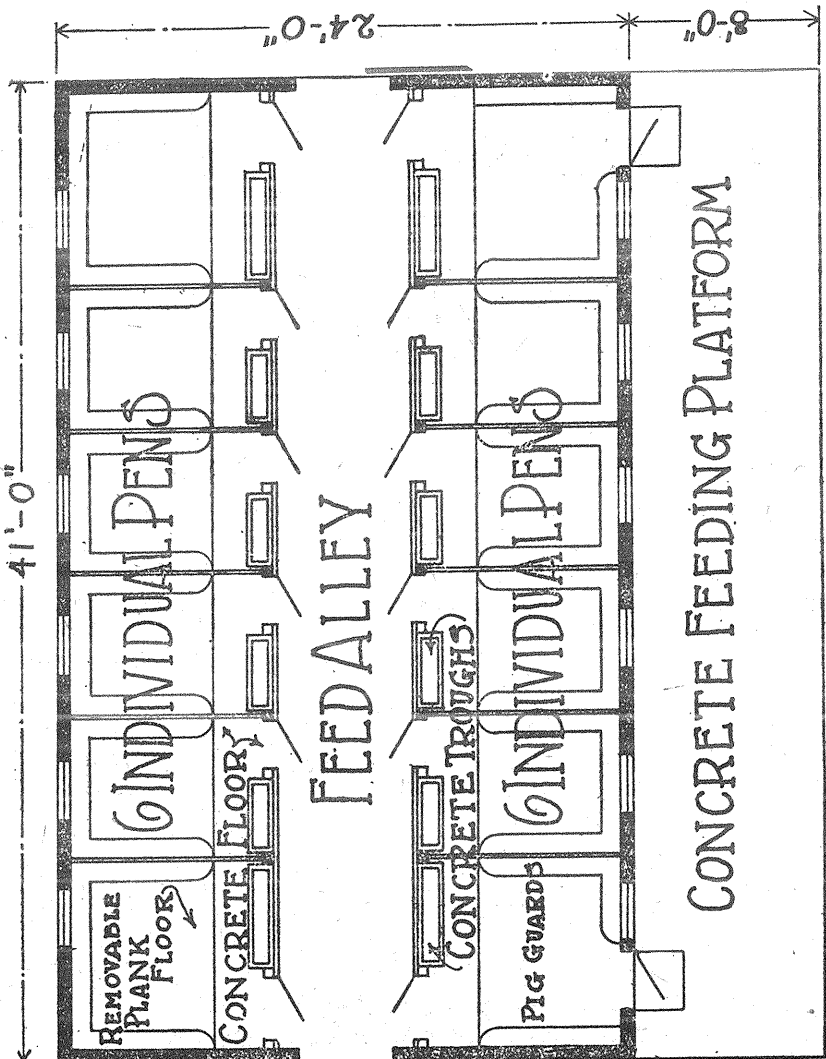 41'-0"
24'-0"
8'-0"
6 INDIVIDUAL PENS
REMOVABLE
PLANK
FLOOR
CONCRETE FLOOR
FEED ALLEY
CONCRETE TROUGHS
6 INDIVIDUAL PENS
PIG GUARDS
CONCRETE FEEDING PLATFORM